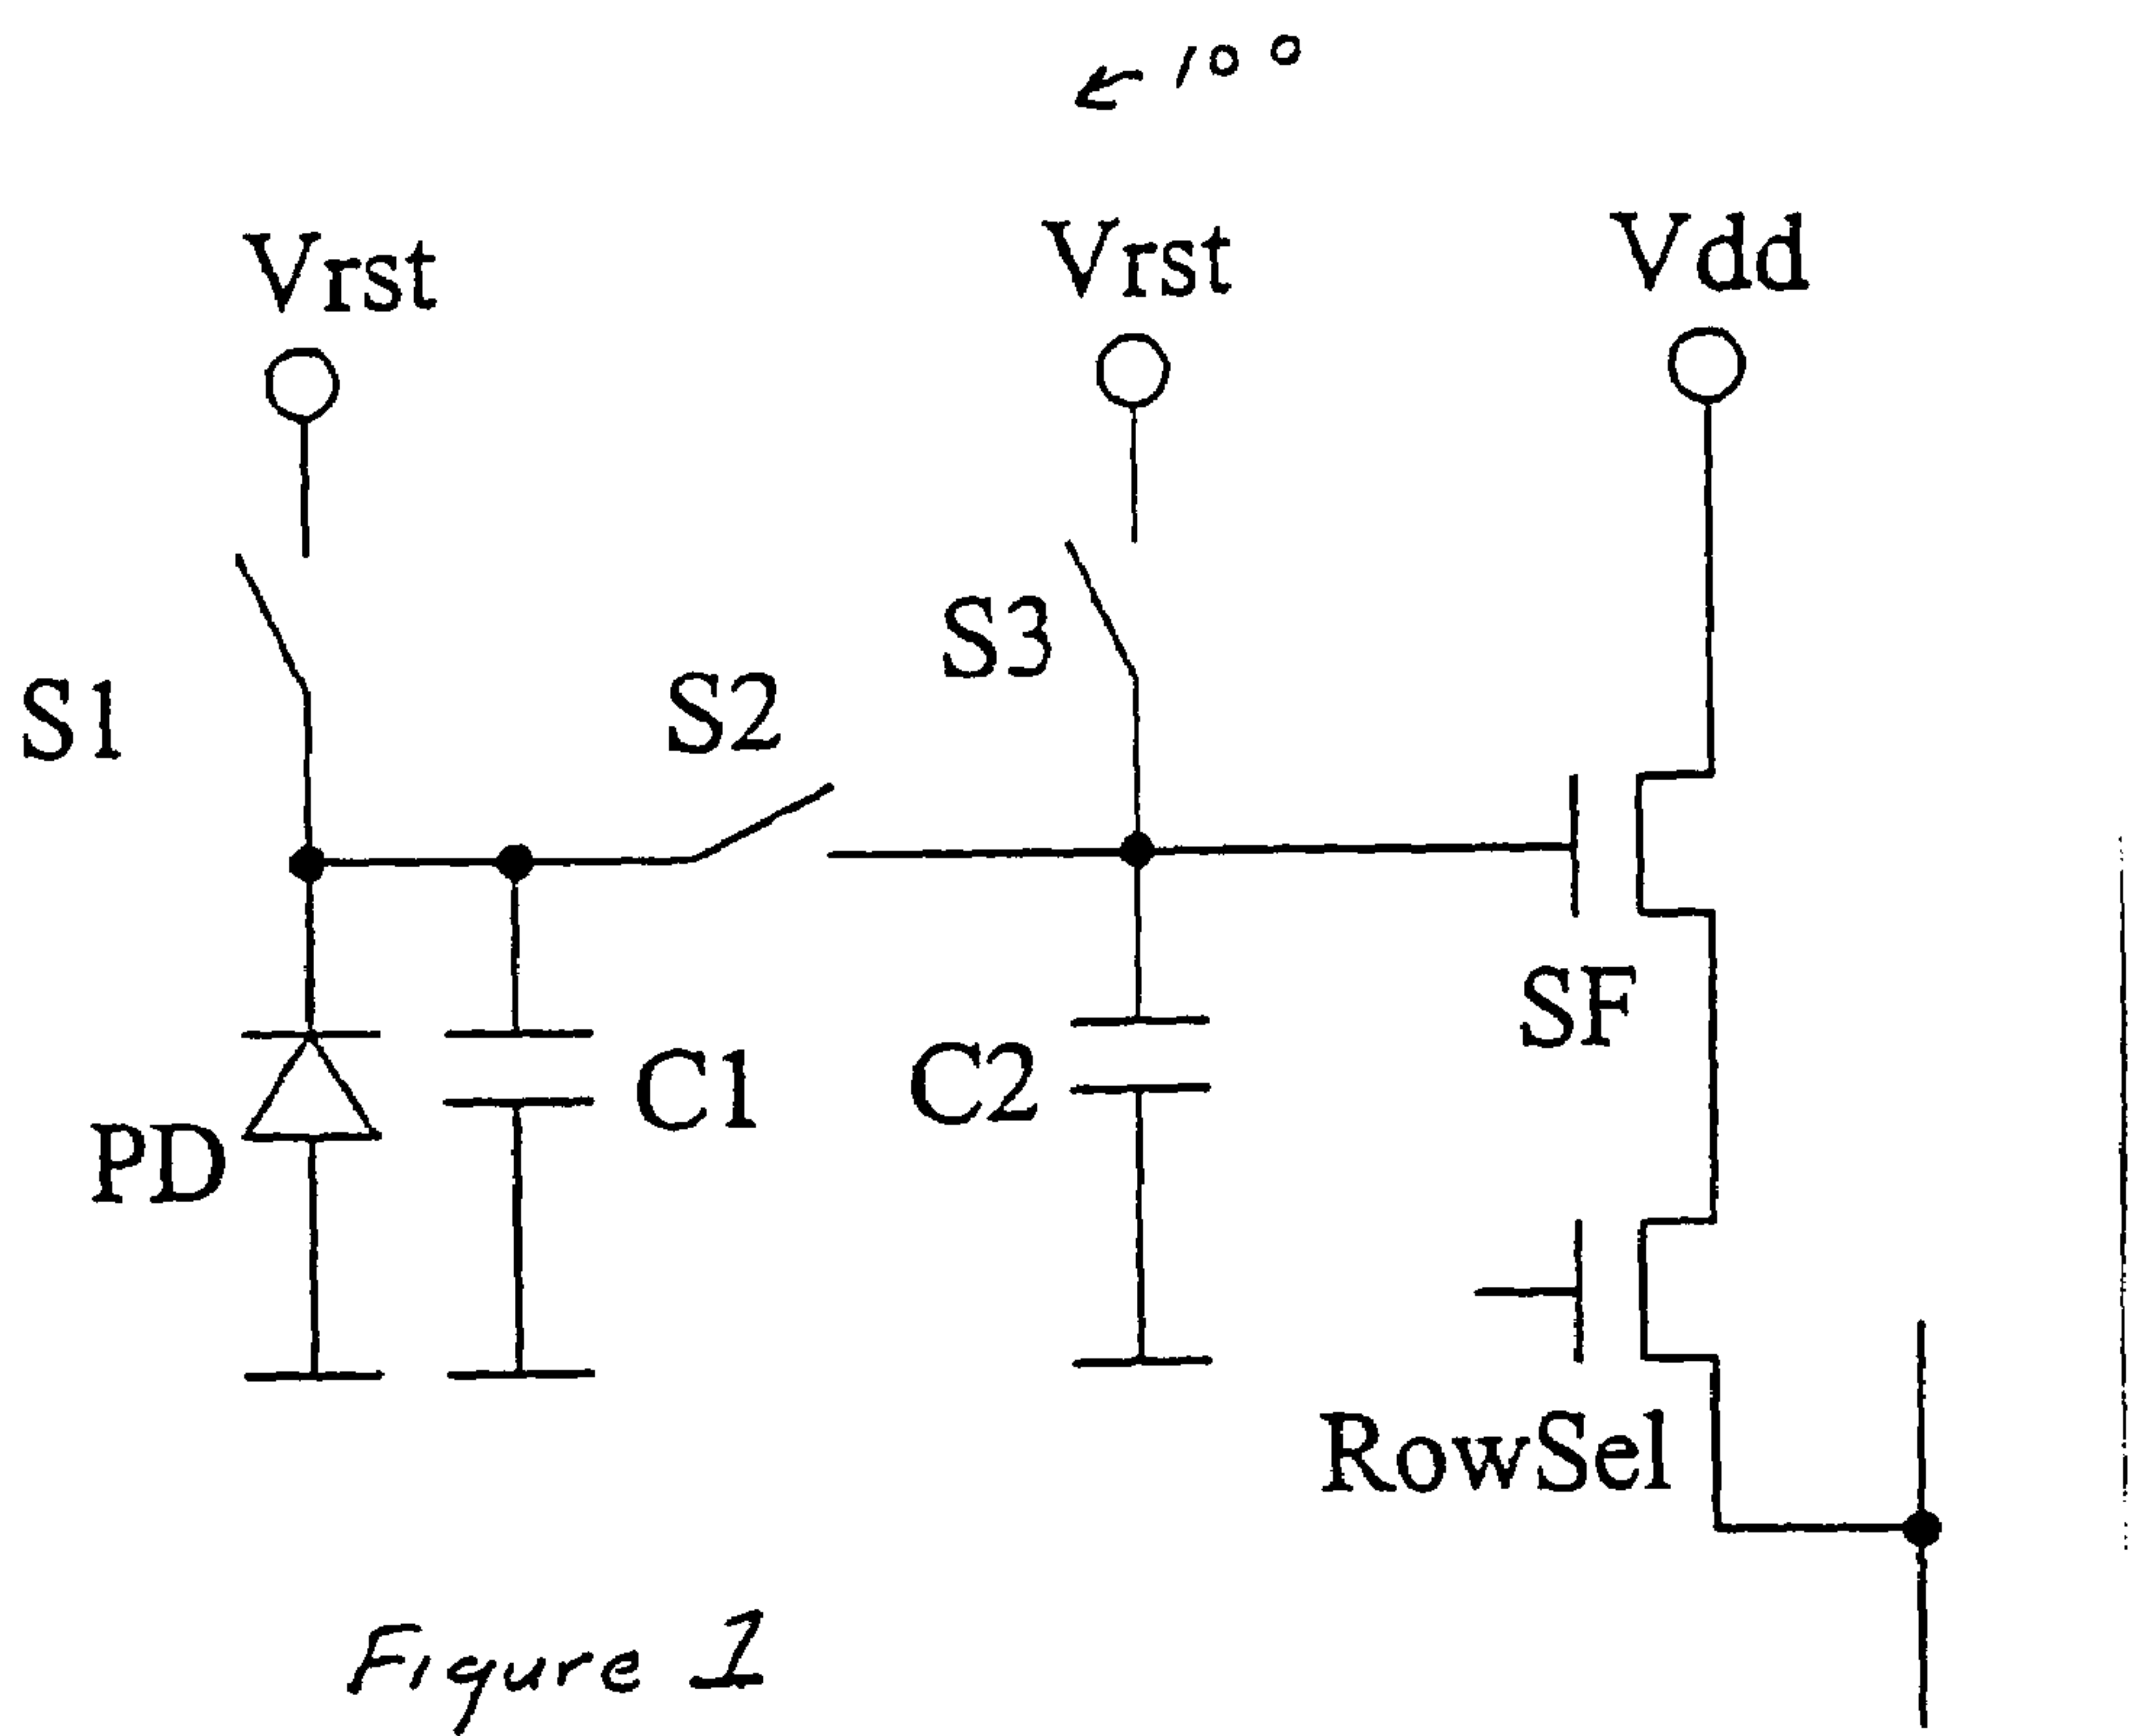 100
Vrst
Vrst
Vdd
S1
S2
S3
SF
PD
C1
C2
RowSel
Figure 1